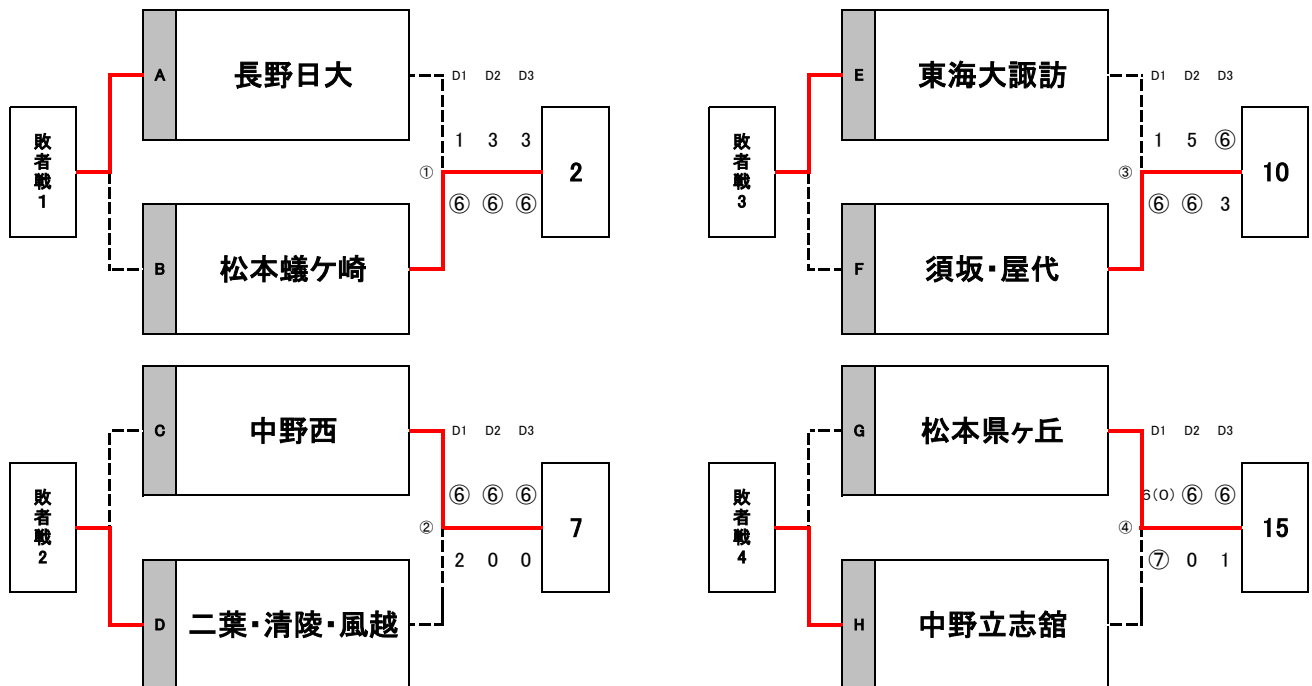 A 長野日大 D1 D2 D3
1 3 3
敗者戦1 ① 2
⑥ ⑥ ⑥
B 松本蟻ケ崎
E 東海大諏訪 D1 D2 D3
1 5 ⑥
敗者戦3 ③ 10
⑥ ⑥ 3
F 須坂・屋代
C 中野西 D1 D2 D3
⑥ ⑥ ⑥
敗者戦2 ② 7
2 0 0
D 二葉・清陵・風越
G 松本県ヶ丘 D1 D2 D3
6(0) ⑥ ⑥
敗者戦4 ④ 15
⑦ 0 1
H 中野立志舘